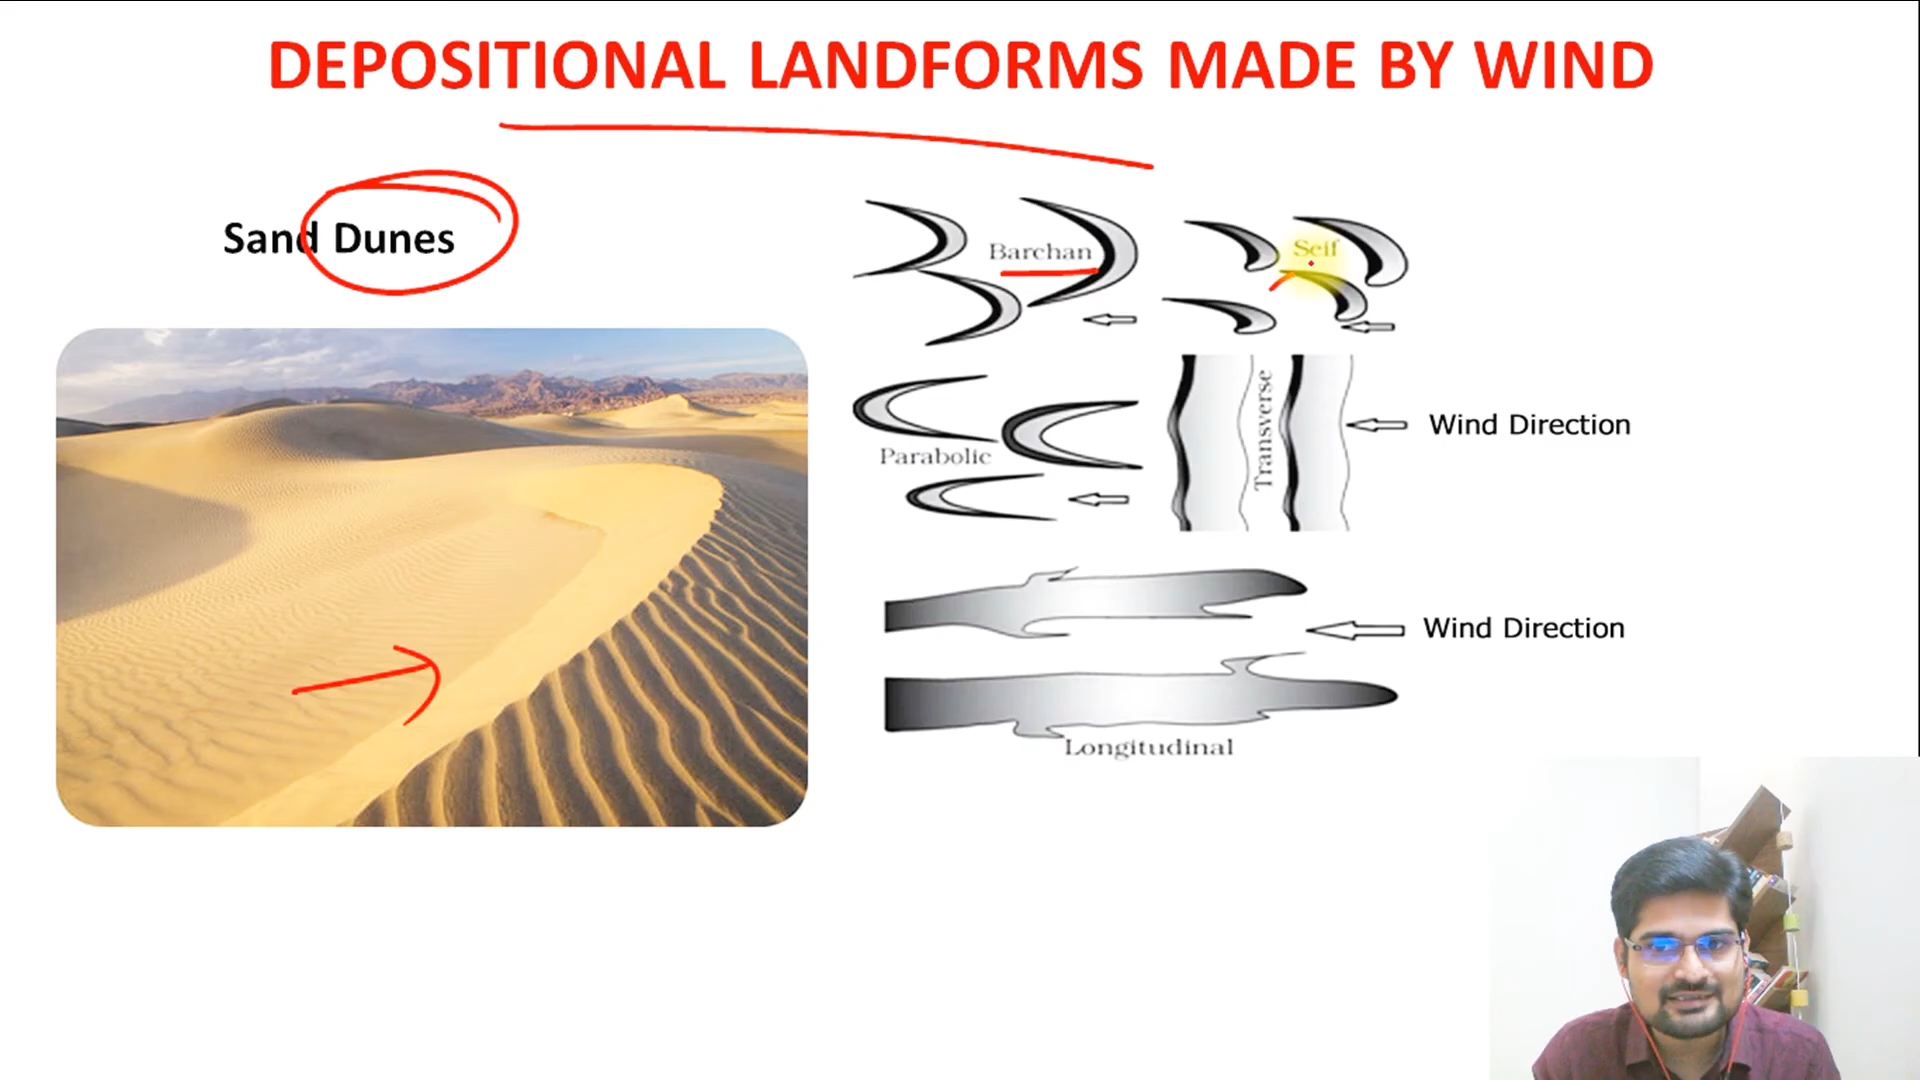 DEPOSITIONAL LANDFORMS MADE BY WIND
Sand Dunes
Barchan
Seif
Parabolic
Transverse
Wind Direction
Wind Direction
Longitudinal